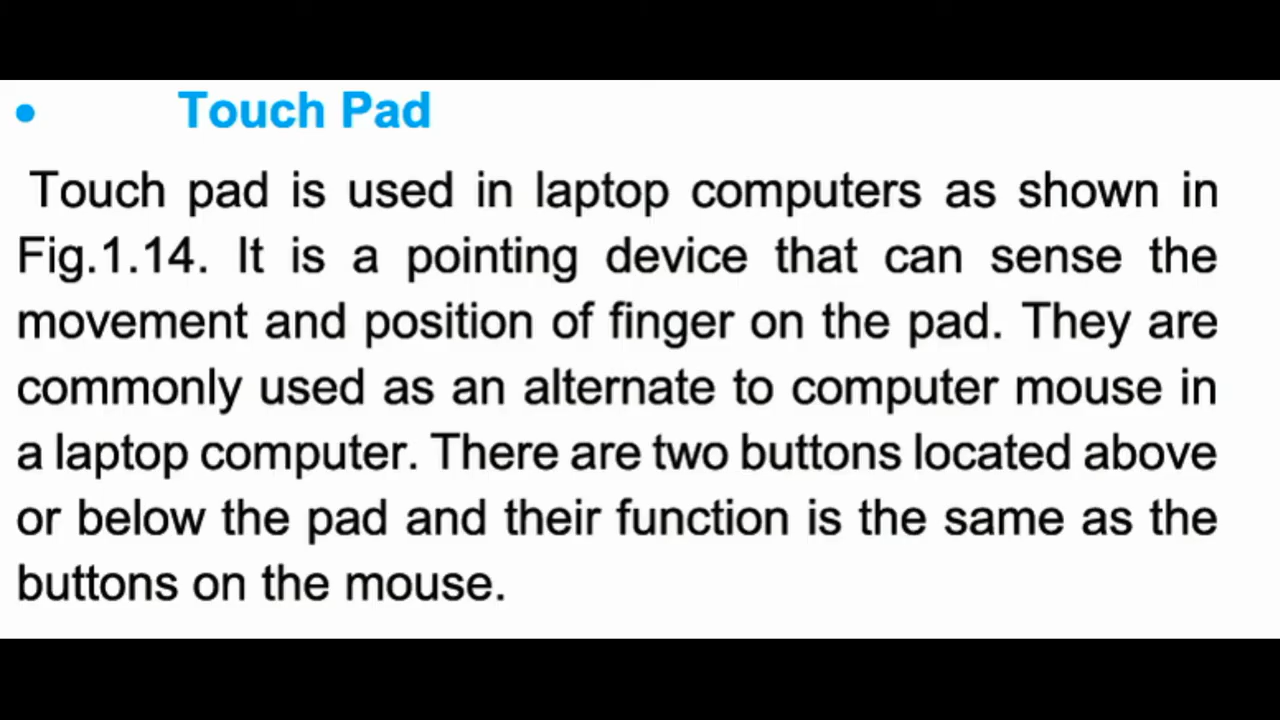 • Touch Pad
Touch pad is used in laptop computers as shown in
Fig.1.14. It is a pointing device that can sense the
movement and position of finger on the pad. They are
commonly used as an alternate to computer mouse in
a laptop computer. There are two buttons located above
or below the pad and their function is the same as the
buttons on the mouse.